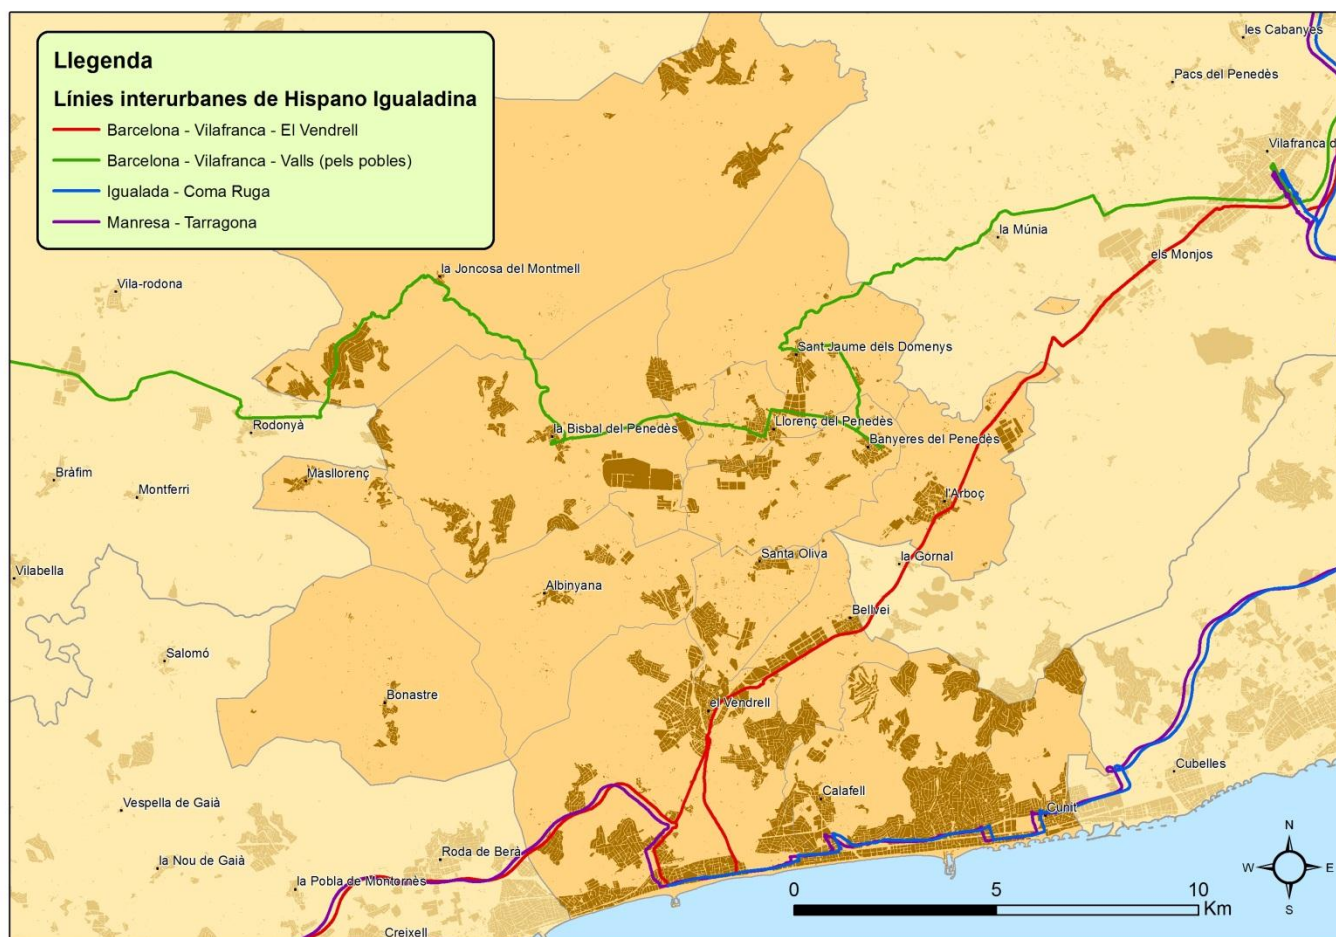 Llegenda
Línies interurbanes de Hispano Igualadina
Barcelona - Vilafranca - El Vendrell
Barcelona - Vilafranca - Valls (pels pobles)
Igualada - Coma Ruga
Manresa - Tarragona
les Cabanyes
Pacs del Penedès
Vilafranca d
la Múnia
els Monjos
la Joncosa del Montmell
Vila-rodona
Sant Jaume dels Domenys
Rodonyà
la Bisbal del Penedès
Llorenç del Penedès
Banyeres del Penedès
Bràfim
Masllorenç
Montferri
l'Arboç
Santa Oliva
la Gornal
Vilabella
Albinyana
Bellvei
Salomó
Bonastre
el Vendrell
Cubelles
Calafell
Cunit
Vespella de Gaià
Roda de Berà
la Nou de Gaià
la Pobla de Montornès
Creixell
0 5 10
Km
N
W E
S